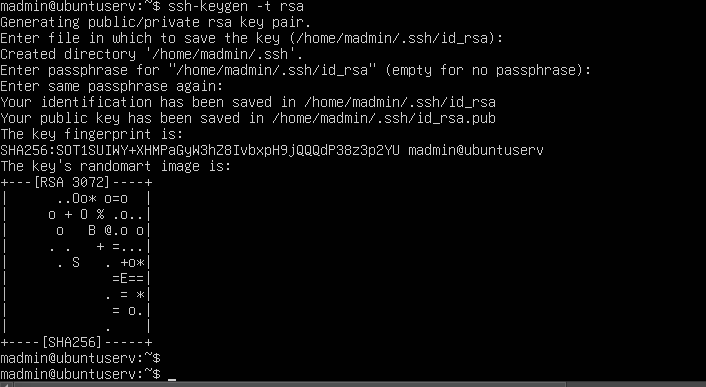 madmin@ubuntuserv:~$ ssh-keygen -t rsa
Generating public/private rsa key pair.
Enter file in which to save the key (/home/madmin/.ssh/id_rsa):
Created directory '/home/madmin/.ssh'.
Enter passphrase for "/home/madmin/.ssh/id_rsa" (empty for no passphrase):
Enter same passphrase again:
Your identification has been saved in /home/madmin/.ssh/id_rsa
Your public key has been saved in /home/madmin/.ssh/id_rsa.pub
The key fingerprint is:
SHA256:SOT1SUIWY+XHMPaGyW3hZ8IvbxpH9jQQQdP38z3p2YU madmin@ubuntuserv
The key's randomart image is:
+---[RSA 3072]----+
|      ..Oo* o=o  |
|     o + O % .o..|
|      o   B @.o o|
|     . .   + =...|
|      . S   . +o*|
|             =E==|
|            . = *|
|             = o.|
|            .    |
+----[SHA256]-----+
madmin@ubuntuserv:~$
madmin@ubuntuserv:~$ _